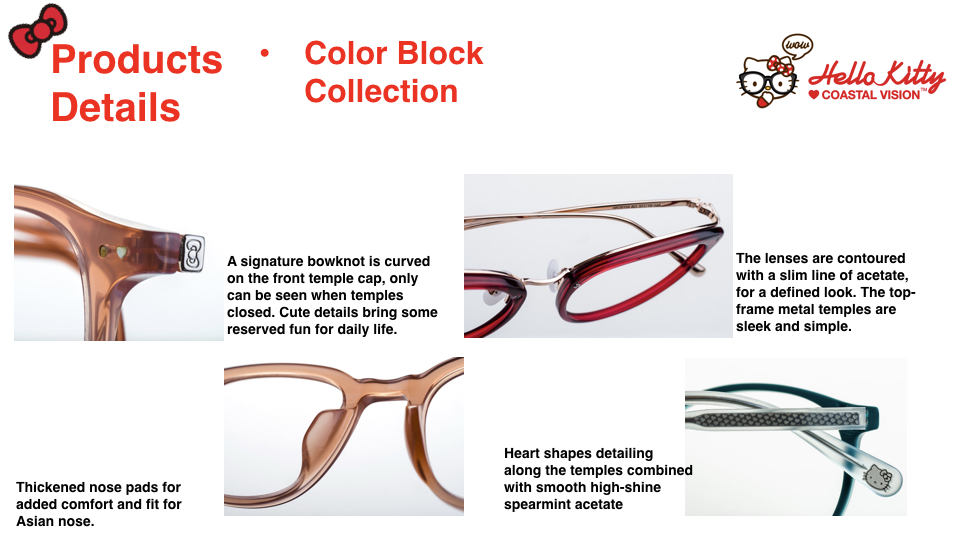 Products
Details
• Color Block
Collection
wow
Hello Kitty
COASTAL VISION™
A signature bowknot is curved
on the front temple cap, only
can be seen when temples
closed. Cute details bring some
reserved fun for daily life.
The lenses are contoured
with a slim line of acetate,
for a defined look. The top-
frame metal temples are
sleek and simple.
Thickened nose pads for
added comfort and fit for
Asian nose.
Heart shapes detailing
along the temples combined
with smooth high-shine
spearmint acetate